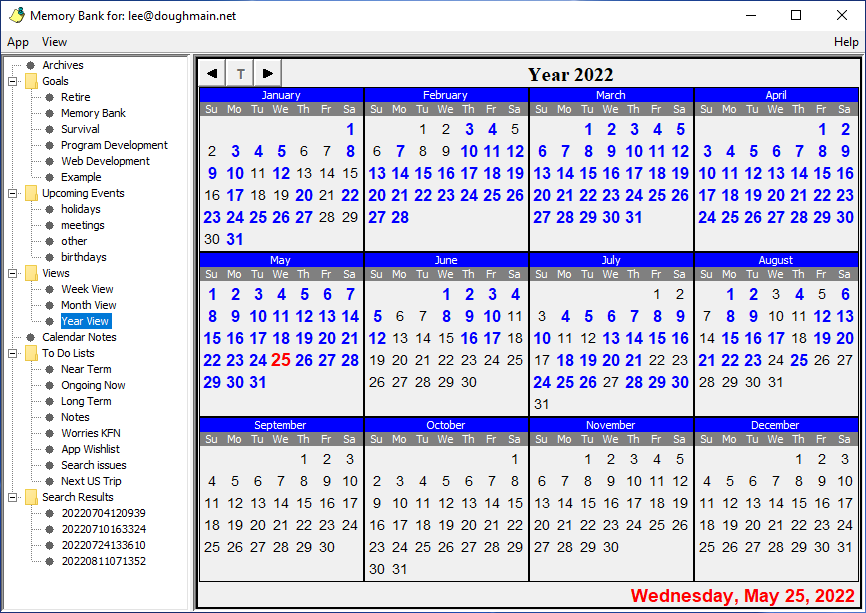 Memory Bank for: lee@doughmain.net
App View Help
Archives
Goals
Retire
Memory Bank
Survival
Program Development
Web Development
Example
Upcoming Events
holidays
meetings
other
birthdays
Views
Week View
Month View
Year View
Calendar Notes
To Do Lists
Near Term
Ongoing Now
Long Term
Notes
Worries KFN
App Wishlist
Search issues
Next US Trip
Search Results
20220704120939
20220710163324
20220724133610
20220811071352
T
Year 2022
January
Su Mo Tu We Th Fr Sa
1
2 3 4 5 6 7 8
9 10 11 12 13 14 15
16 17 18 19 20 21 22
23 24 25 26 27 28 29
30 31
February
Su Mo Tu We Th Fr Sa
1 2 3 4 5
6 7 8 9 10 11 12
13 14 15 16 17 18 19
20 21 22 23 24 25 26
27 28
March
Su Mo Tu We Th Fr Sa
1 2 3 4 5
6 7 8 9 10 11 12
13 14 15 16 17 18 19
20 21 22 23 24 25 26
27 28 29 30 31
April
Su Mo Tu We Th Fr Sa
1 2
3 4 5 6 7 8 9
10 11 12 13 14 15 16
17 18 19 20 21 22 23
24 25 26 27 28 29 30
May
Su Mo Tu We Th Fr Sa
1 2 3 4 5 6 7
8 9 10 11 12 13 14
15 16 17 18 19 20 21
22 23 24 25 26 27 28
29 30 31
June
Su Mo Tu We Th Fr Sa
1 2 3 4
5 6 7 8 9 10 11
12 13 14 15 16 17 18
19 20 21 22 23 24 25
26 27 28 29 30
July
Su Mo Tu We Th Fr Sa
1 2
3 4 5 6 7 8 9
10 11 12 13 14 15 16
17 18 19 20 21 22 23
24 25 26 27 28 29 30
31
August
Su Mo Tu We Th Fr Sa
1 2 3 4 5 6
7 8 9 10 11 12 13
14 15 16 17 18 19 20
21 22 23 24 25 26 27
28 29 30 31
September
Su Mo Tu We Th Fr Sa
1 2 3
4 5 6 7 8 9 10
11 12 13 14 15 16 17
18 19 20 21 22 23 24
25 26 27 28 29 30
October
Su Mo Tu We Th Fr Sa
1
2 3 4 5 6 7 8
9 10 11 12 13 14 15
16 17 18 19 20 21 22
23 24 25 26 27 28 29
30 31
November
Su Mo Tu We Th Fr Sa
1 2 3 4 5
6 7 8 9 10 11 12
13 14 15 16 17 18 19
20 21 22 23 24 25 26
27 28 29 30
December
Su Mo Tu We Th Fr Sa
1 2 3
4 5 6 7 8 9 10
11 12 13 14 15 16 17
18 19 20 21 22 23 24
25 26 27 28 29 30 31
Wednesday, May 25, 2022